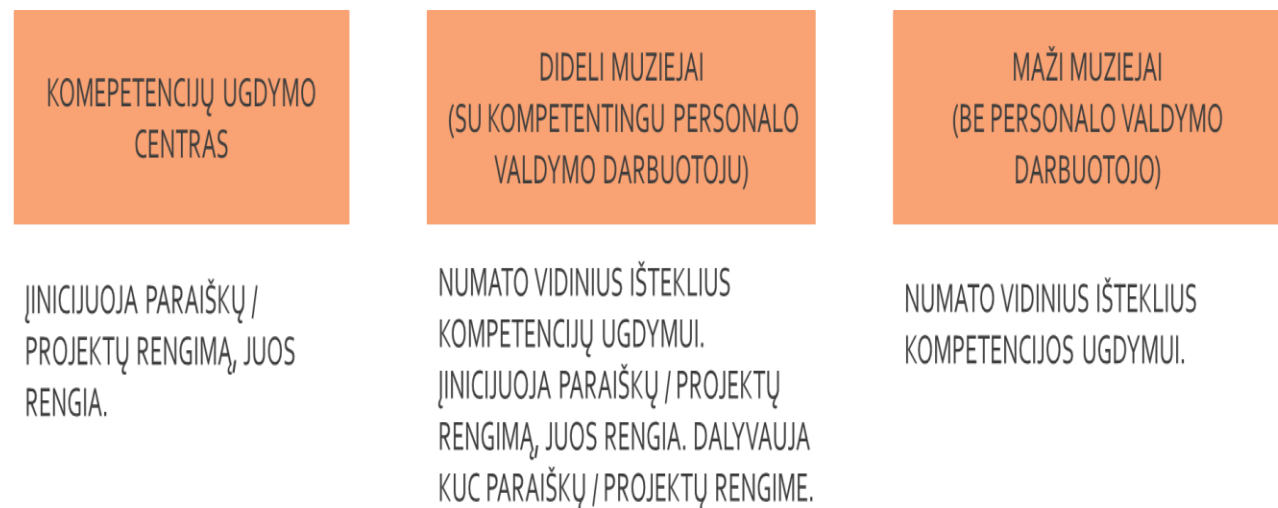 KOMEPETENCIJŲ UGDYMO
CENTRAS
ĮINICIJUOJA PARAIŠKŲ /
PROJEKTŲ RENGIMĄ, JUOS
RENGIA.
DIDELI MUZIEJAI
(SU KOMPETENTINGU PERSONALO
VALDYMO DARBUOTOJU)
NUMATO VIDINIUS IŠTEKLIUS
KOMPETENCIJŲ UGDYMUI.
ĮINICIJUOJA PARAIŠKŲ / PROJEKTŲ
RENGIMĄ, JUOS RENGIA. DALYVAUJA
KUC PARAIŠKŲ / PROJEKTŲ RENGIME.
MAŽI MUZIEJAI
(BE PERSONALO VALDYMO
DARBUOTOJO)
NUMATO VIDINIUS IŠTEKLIUS
KOMPETENCIJOS UGDYMUI.